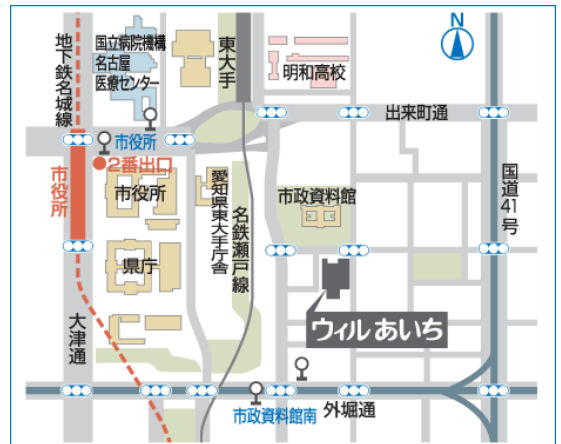 N
地下鉄名城線
国立病院機構
名古屋
医療センター
東大手
明和高校
出来町通
市役所
2番出口
市役所
市役所
愛知県東大手庁舎
名鉄瀬戸線
市政資料館
国道41号
県庁
ウィルあいち
大津通
市政資料館南
外堀通